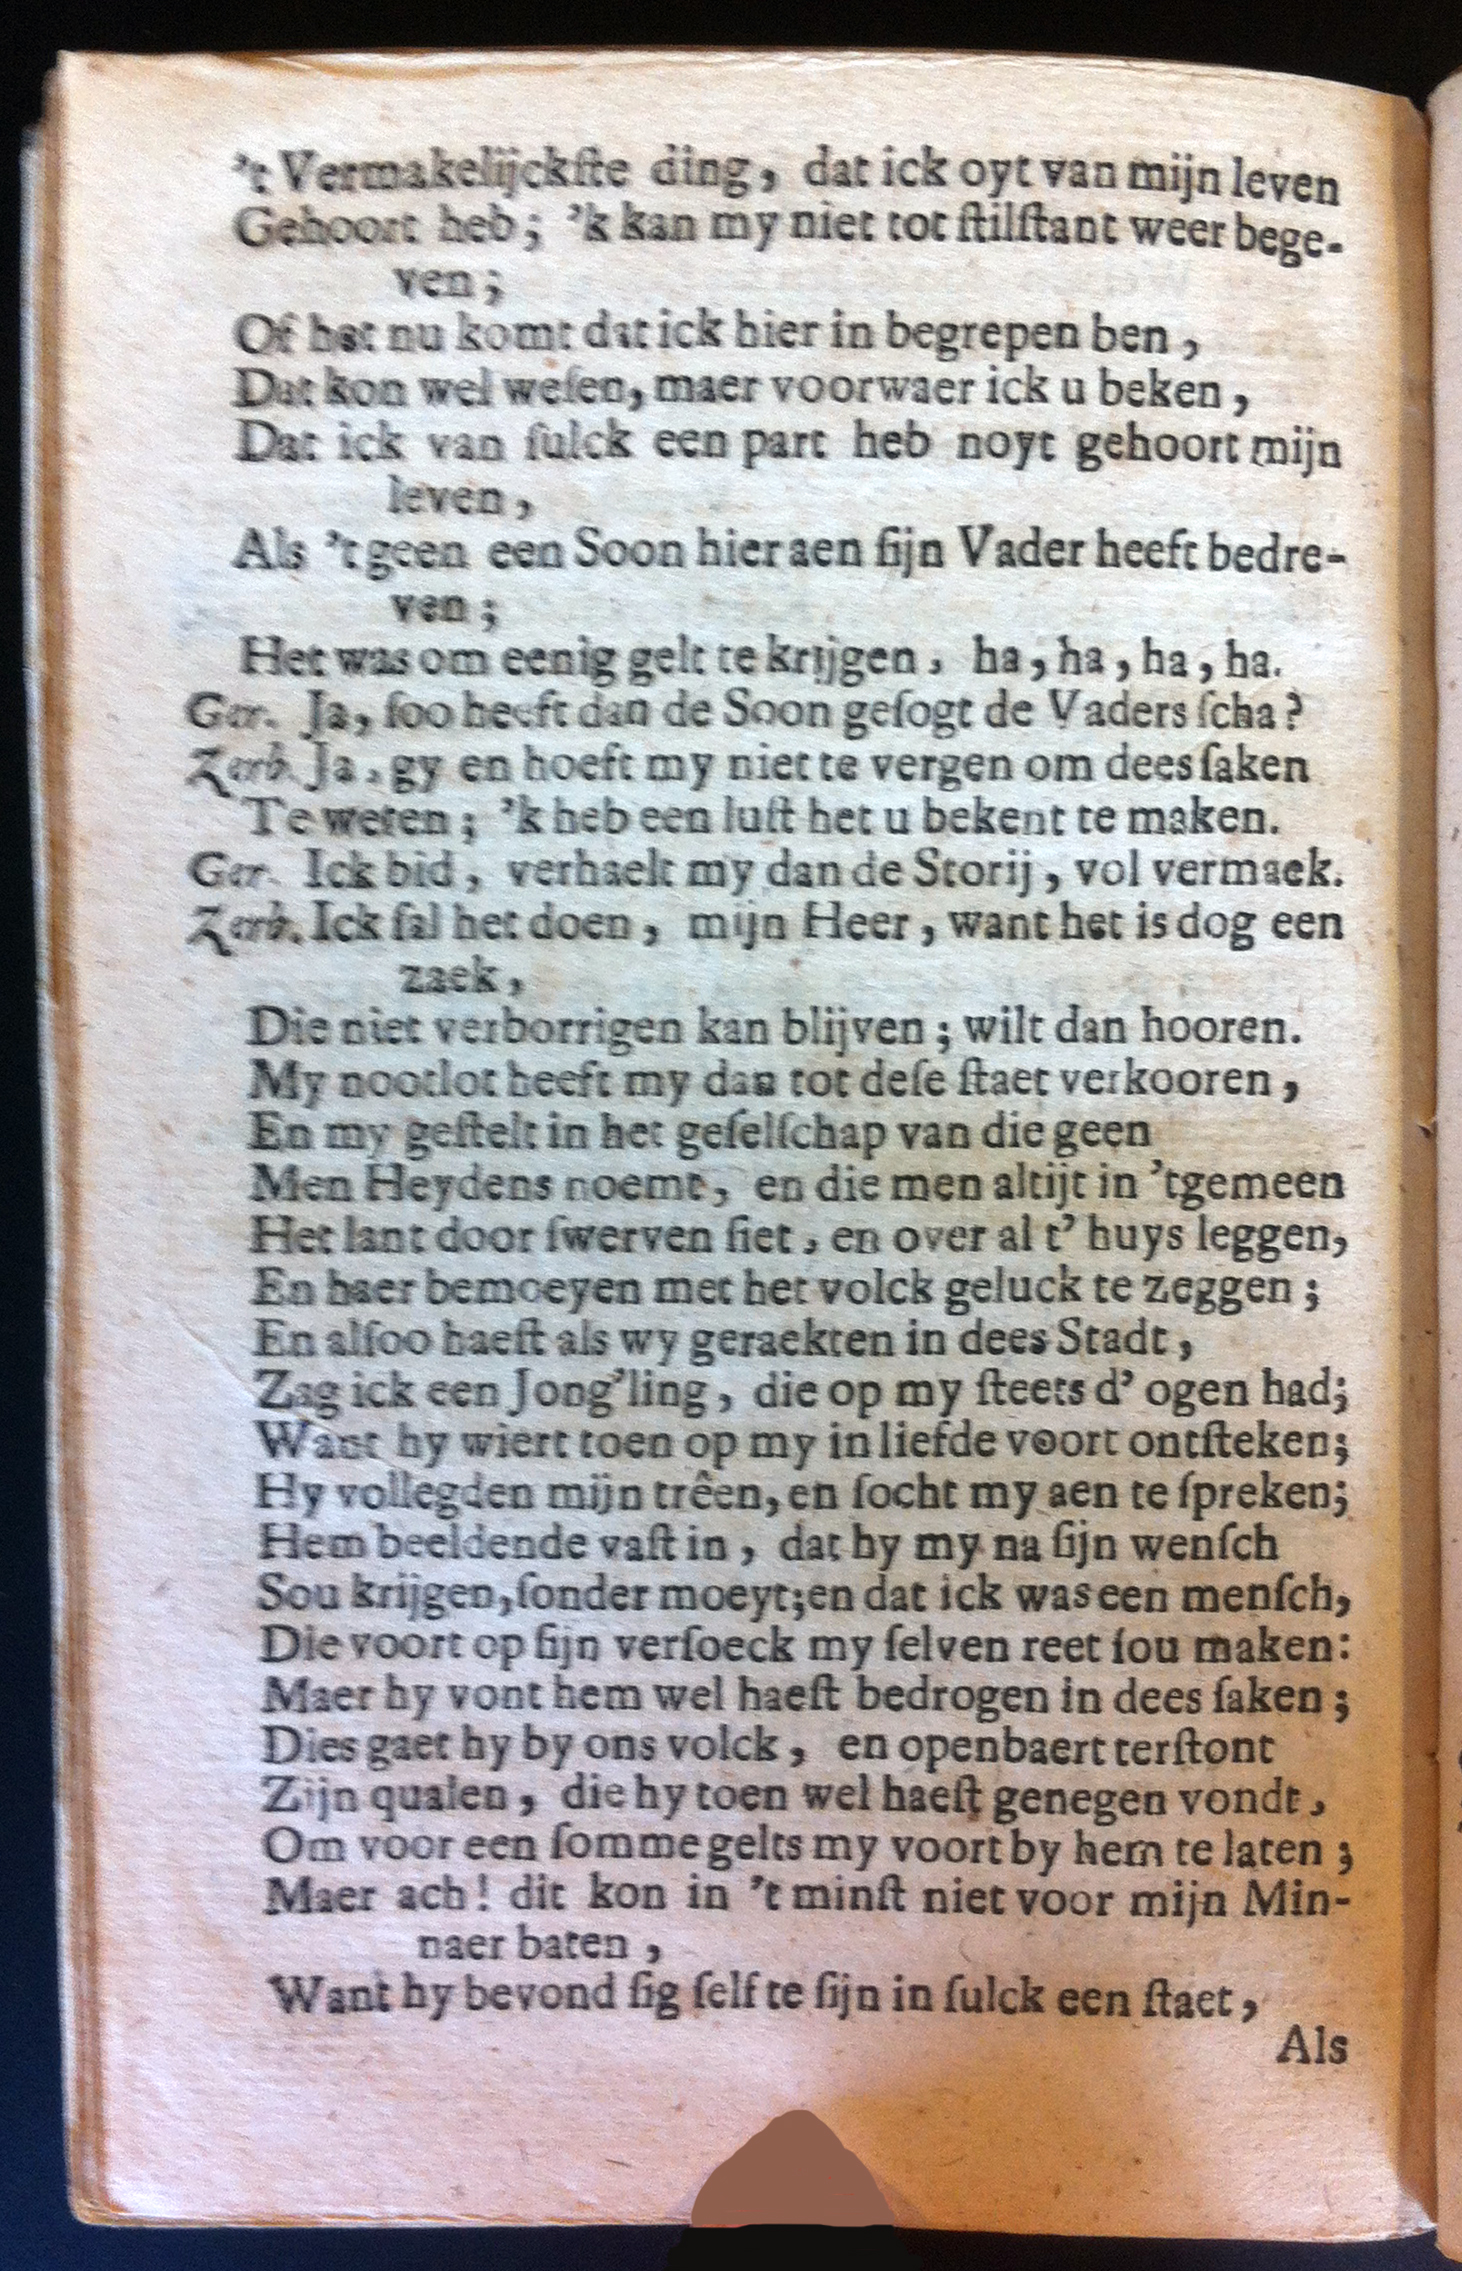 't Vermakelijckſte ding, dat ick oyt van mijn leven
Gehoort heb; 'k kan my niet tot ſtilſtant weer bege-
ven;
Of het nu komt dat ick hier in begrepen ben,
Dat kon wel weſen, maer voorwaer ick u beken,
Dat ick van ſulck een part heb noyt gehoort mijn
leven,
Als 't geen een Soon hier aen ſijn Vader heeft bedre-
ven;
Het was om eenig gelt te krijgen, ha, ha, ha, ha.
Ger. Ja, ſoo heeft dan de Soon geſogt de Vaders ſcha?
Zerb. Ja, gy en hoeft my niet te vergen om dees ſaken
Te weten; 'k heb een luſt het u bekent te maken.
Ger. Ick bid, verhaelt my dan de Storij, vol vermaek.
Zerb. Ick ſal het doen, mijn Heer, want het is dog een
zaek,
Die niet verborrigen kan blijven; wilt dan hooren.
My nootlot heeft my dan tot deſe ſtaet verkooren,
En my geſtelt in het geſelſchap van die geen
Men Heydens noemt, en die men altijt in 'tgemeen
Het lant door ſwerven ſiet, en over al t' huys leggen,
En haer bemoeyen met het volck geluck te zeggen;
En alſoo haeſt als wy geraekten in dees Stadt,
Zag ick een Jong'ling, die op my ſteets d' ogen had;
Want hy wiert toen op my in liefde voort ontſteken;
Hy vollegden mijn trêen, en ſocht my aen te ſpreken;
Hem beeldende vaſt in, dat hy my na ſijn wenſch
Sou krijgen, ſonder moeyt; en dat ick was een menſch,
Die voort op ſijn verſoeck my ſelven reet ſou maken:
Maer hy vont hem wel haeſt bedrogen in dees ſaken;
Dies gaet hy by ons volck, en openbaert terſtont
Zijn qualen, die hy toen wel haeſt genegen vondt,
Om voor een ſomme gelts my voort by hem te laten;
Maer ach! dit kon in 't minſt niet voor mijn Min-
naer baten,
Want hy bevond ſig ſelf te ſijn in ſulck een ſtaet,
Als